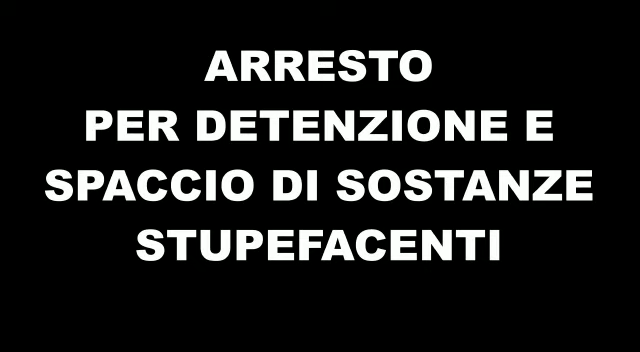 ARRESTO
PER DETENZIONE E
SPACCIO DI SOSTANZE
STUPEFACENTI